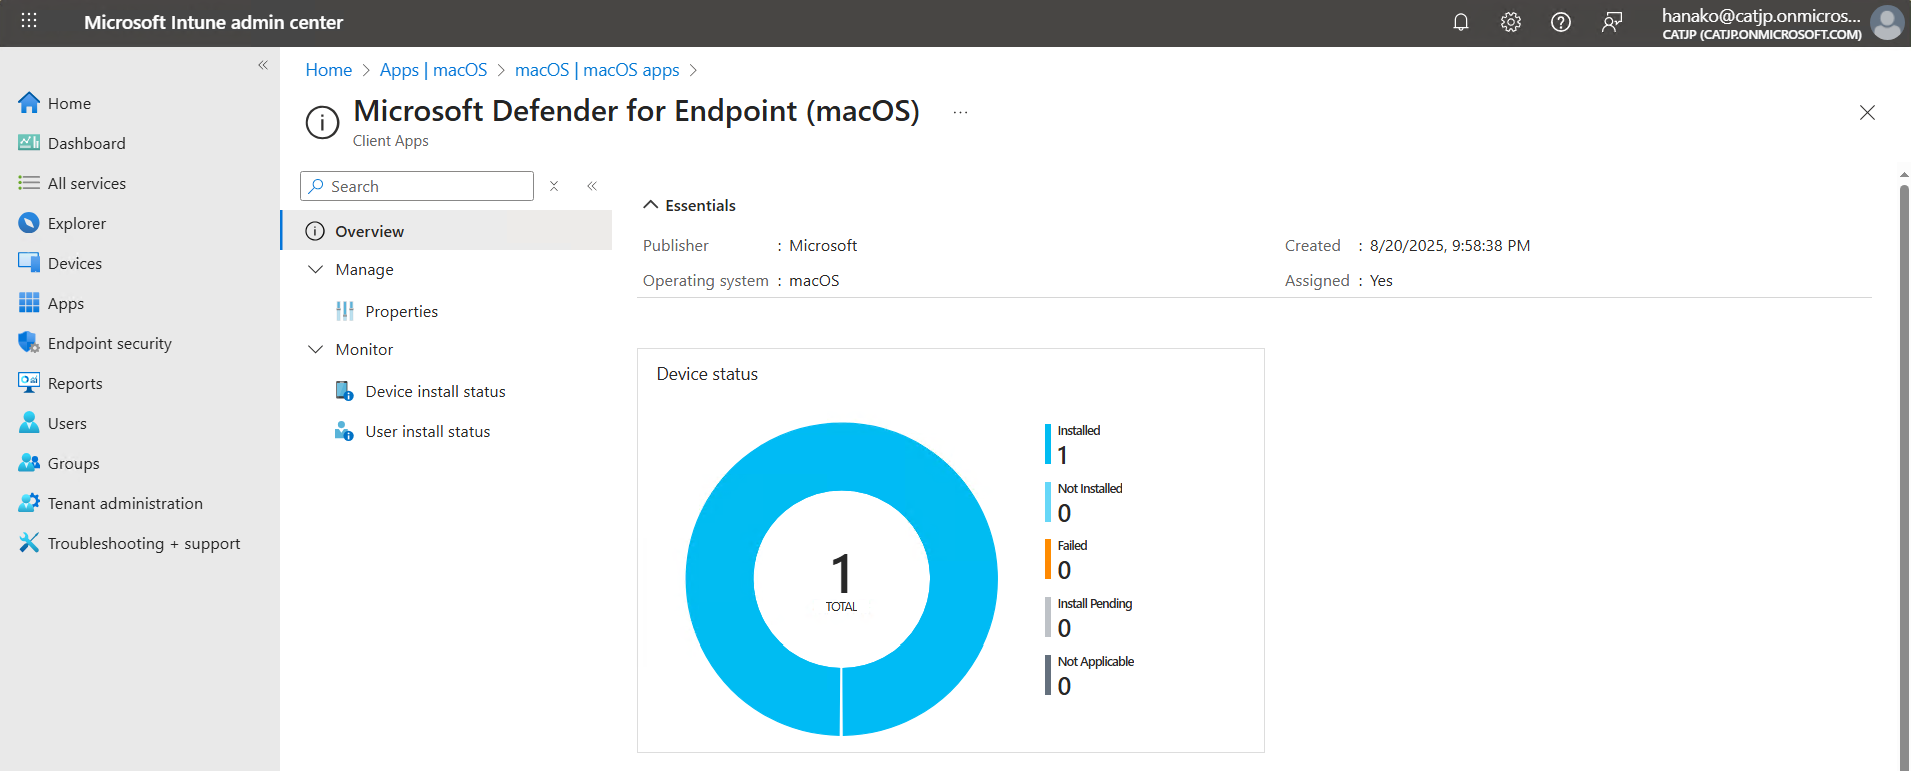 Microsoft Intune admin center
hanako@catjp.onmicros...
CATJP (CATJP.ONMICROSOFT.COM)
Home
Dashboard
All services
Explorer
Devices
Apps
Endpoint security
Reports
Users
Groups
Tenant administration
Troubleshooting + support
Home > Apps | macOS > macOS | macOS apps >
Microsoft Defender for Endpoint (macOS) ...
Client Apps
Search
Overview
Manage
Properties
Monitor
Device install status
User install status
Essentials
Publisher : Microsoft
Created : 8/20/2025, 9:58:38 PM
Operating system : macOS
Assigned : Yes
Device status
1
TOTAL
Installed
1
Not Installed
0
Failed
0
Install Pending
0
Not Applicable
0